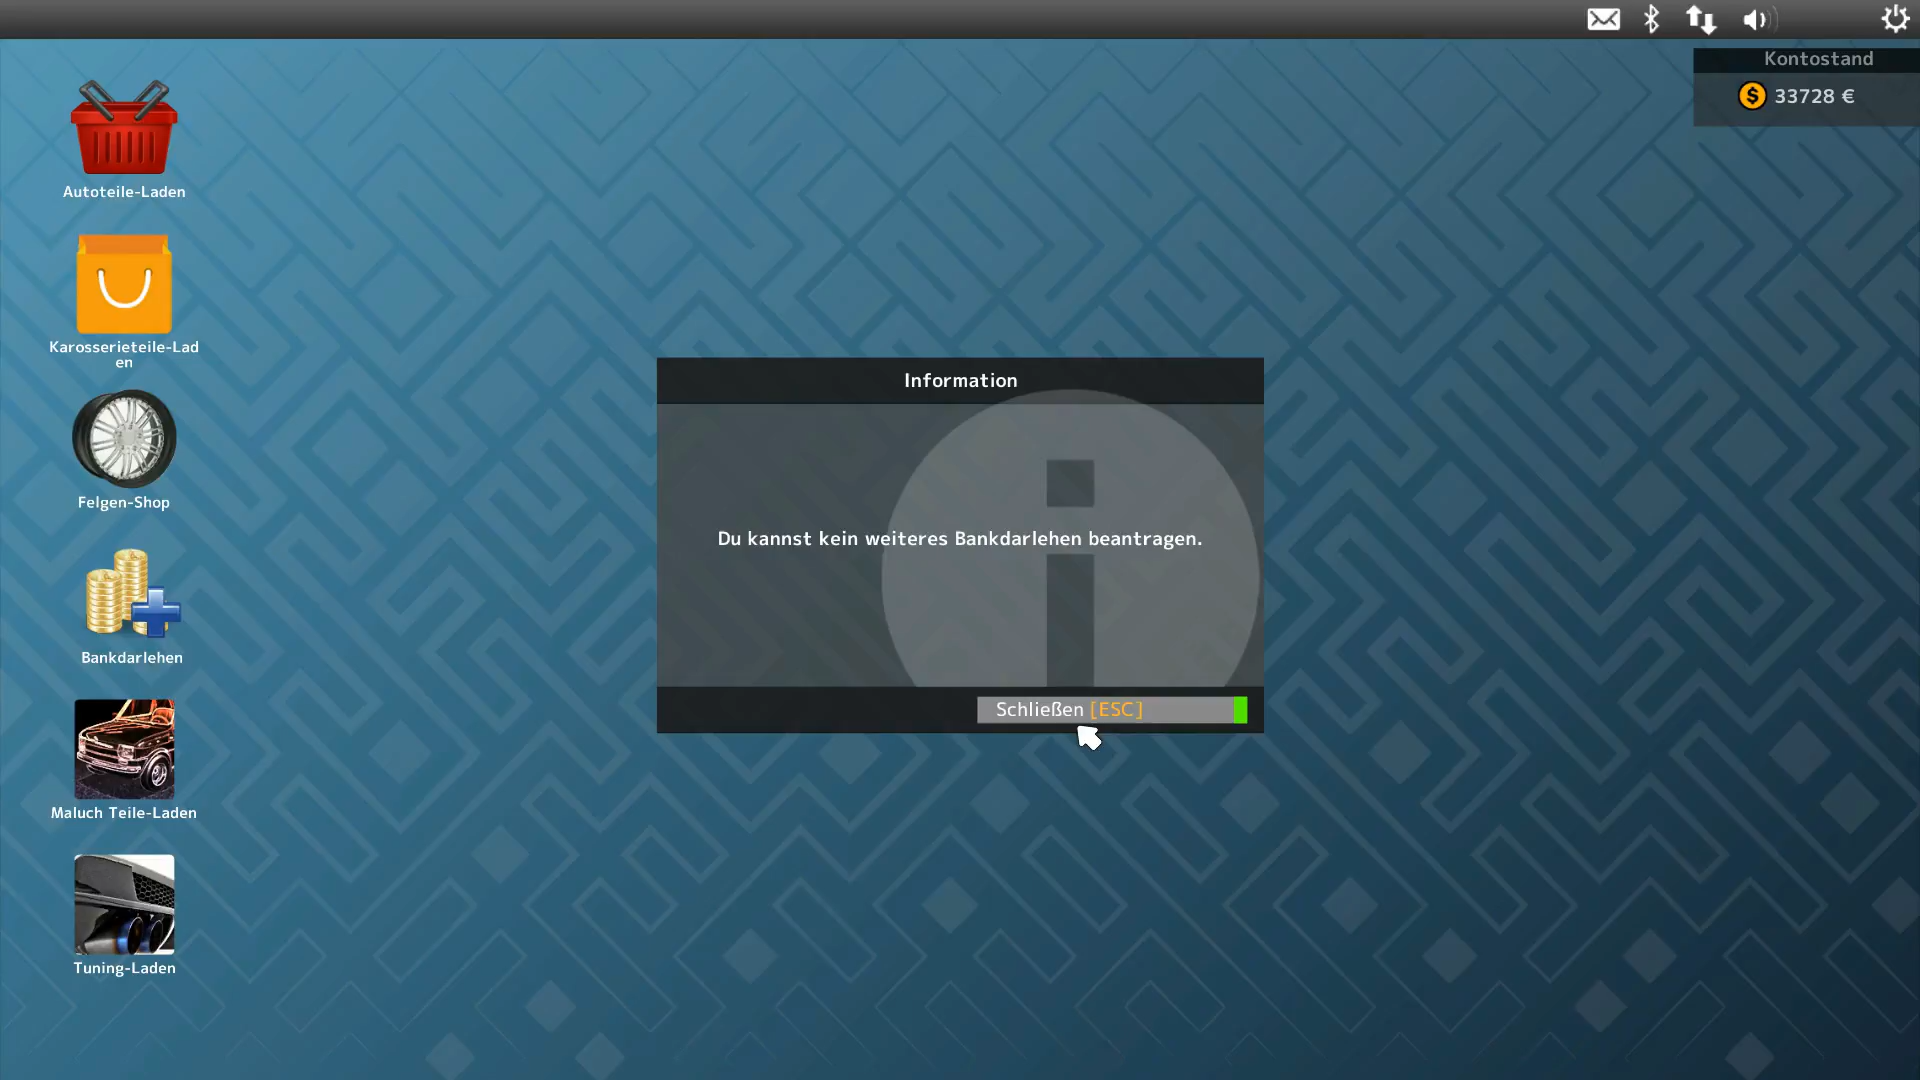 Kontostand
33728 €
Autoteile-Laden
Karosserieteile-Lad
en
Felgen-Shop
Bankdarlehen
Maluch Teile-Laden
Tuning-Laden
Information
Du kannst kein weiteres Bankdarlehen beantragen.
Schließen [ESC]